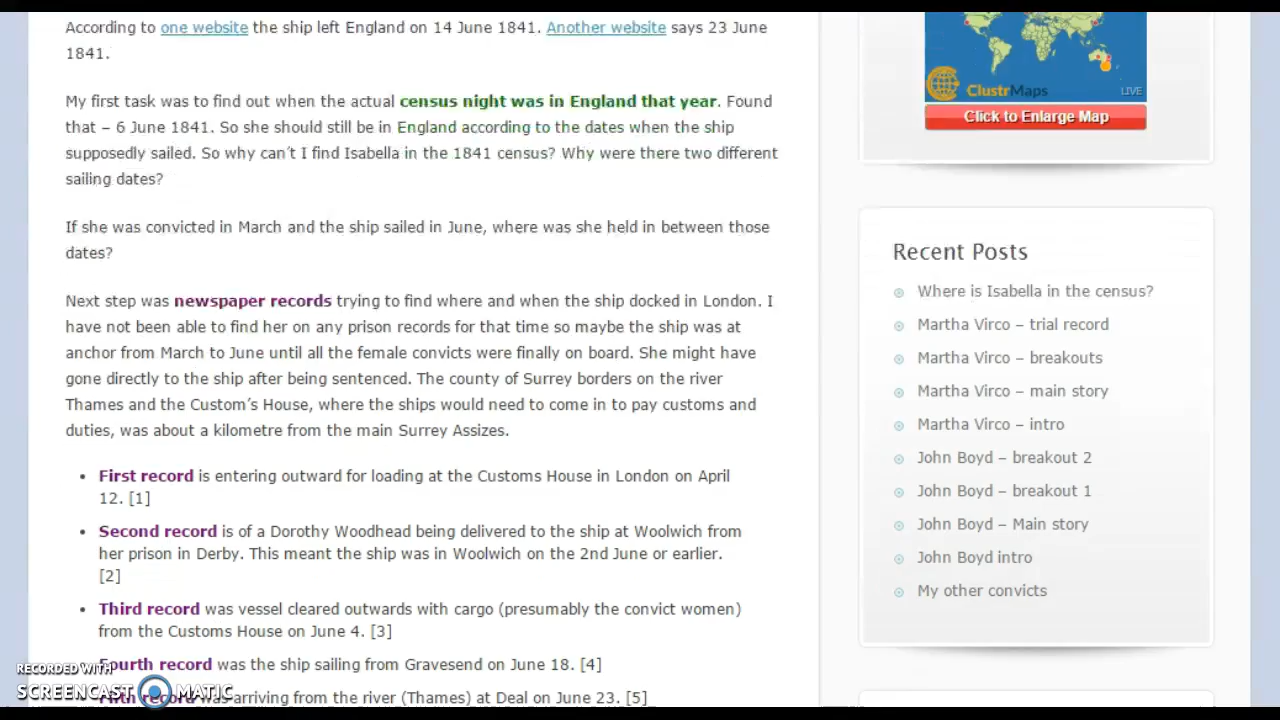 According to one website the ship left England on 14 June 1841. Another website says 23 June
1841.
My first task was to find out when the actual census night was in England that year. Found
that – 6 June 1841. So she should still be in England according to the dates when the ship
supposedly sailed. So why can't I find Isabella in the 1841 census? Why were there two different
sailing dates?
If she was convicted in March and the ship sailed in June, where was she held in between those
dates?
Next step was newspaper records trying to find where and when the ship docked in London. I
have not been able to find her on any prison records for that time so maybe the ship was at
anchor from March to June until all the female convicts were finally on board. She might have
gone directly to the ship after being sentenced. The county of Surrey borders on the river
Thames and the Custom's House, where the ships would need to come in to pay customs and
duties, was about a kilometre from the main Surrey Assizes.
First record is entering outward for loading at the Customs House in London on April
12. [1]
Second record is of a Dorothy Woodhead being delivered to the ship at Woolwich from
her prison in Derby. This meant the ship was in Woolwich on the 2nd June or earlier.
[2]
Third record was vessel cleared outwards with cargo (presumably the convict women)
from the Customs House on June 4. [3]
Fourth record was the ship sailing from Gravesend on June 18. [4]
Fifth record was arriving from the river (Thames) at Deal on June 23. [5]
ClustrMaps LIVE
Click to Enlarge Map
Recent Posts
Where is Isabella in the census?
Martha Virco – trial record
Martha Virco – breakouts
Martha Virco – main story
Martha Virco – intro
John Boyd – breakout 2
John Boyd – breakout 1
John Boyd – Main story
John Boyd intro
My other convicts
RECORDED WITH
SCREENCAST MATIC